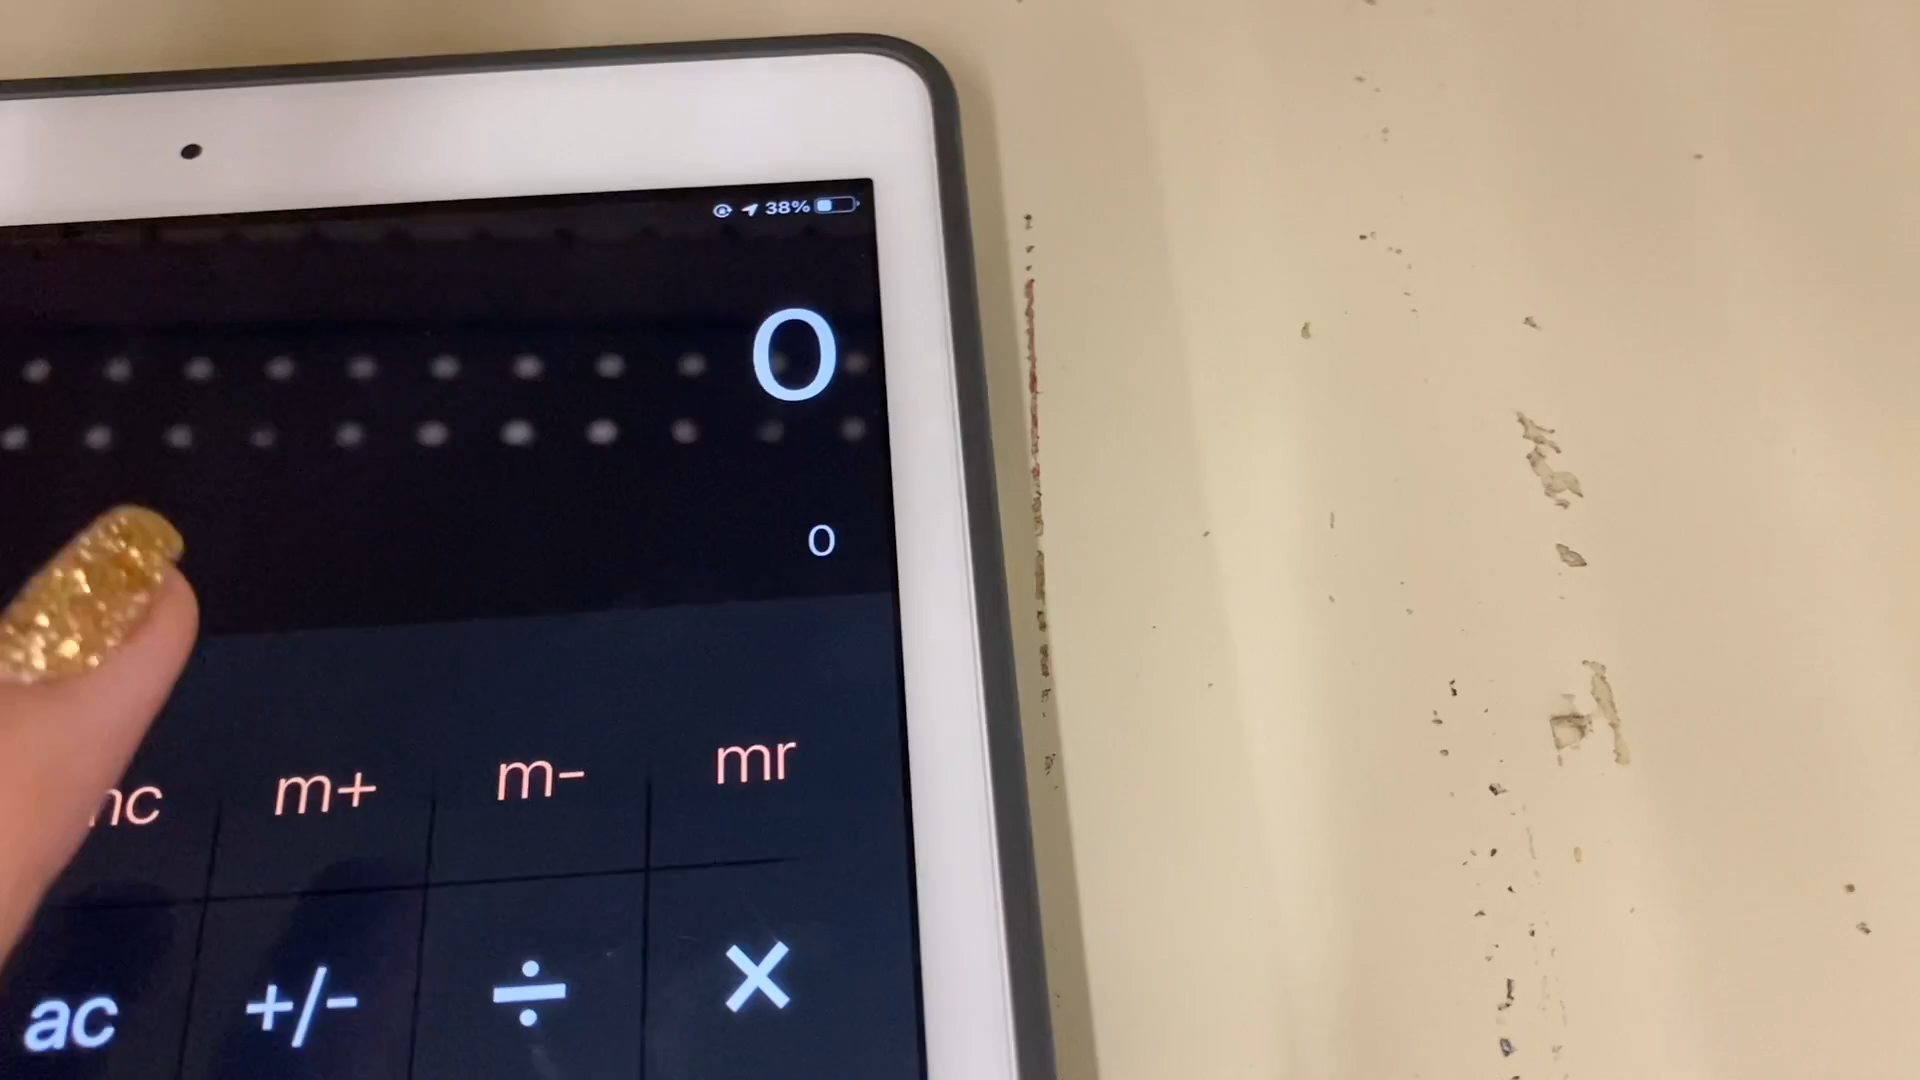 38%
0
0
m+ m- mr
ac +/- ÷ ×